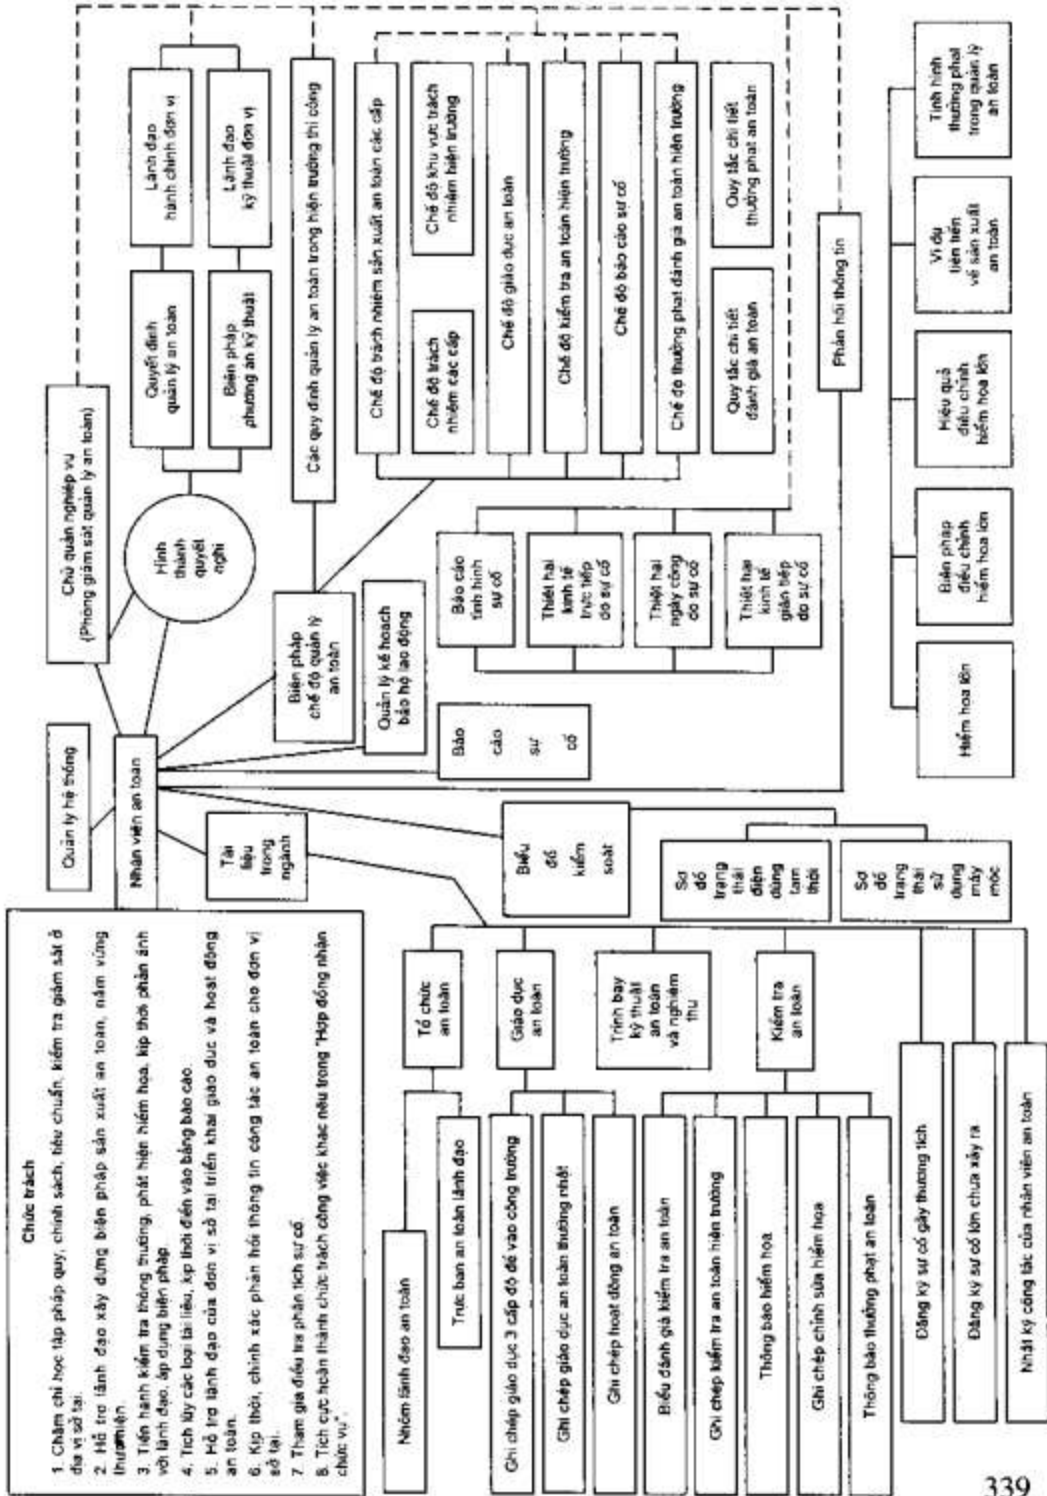 Chức trách
1. Chăm chỉ học tập pháp quy, chính sách, tiêu chuẩn, kiểm tra giám sát ở
địa vị sở tại.
2. Hỗ trợ lãnh đạo xây dựng biện pháp sản xuất an toàn, nắm vững
thực hiện.
3. Tiến hành kiểm tra thông thường, phát hiện hiểm họa, kịp thời phản ánh
với lãnh đạo, áp dụng biện pháp.
4. Tích lũy các loại tài liệu, kịp thời điền vào bảng báo cáo.
5. Hỗ trợ lãnh đạo của đơn vị sở tại triển khai giáo dục và hoạt động
an toàn.
6. Kịp thời, chính xác phản hồi thông tin công tác an toàn cho đơn vị
sở tại.
7. Tham gia điều tra phân tích sự cố.
8. Tích cực hoàn thành chức trách công việc khác nêu trong "Hợp đồng nhận
chức vụ".
Quản lý hệ thống
Nhân viên an toàn
Chủ quản nghiệp vụ
(Phòng giám sát quản lý an toàn)
Hình
thành
quyết
nghị
Quyết định
quản lý an toàn
Lãnh đạo
hành chính đơn vị
Biện pháp
phương án kỹ thuật
Lãnh đạo
kỹ thuật đơn vị
Tài
liệu
trong
ngành
Biện pháp
chế độ quản lý
an toàn
Các quy định quản lý an toàn trong hiện trường thi công
Quản lý kế hoạch
bảo hộ lao động
Chế độ trách nhiệm sản xuất an toàn các cấp
Chế độ trách
nhiệm các cấp
Chế độ khu vực trách
nhiệm hiện trường
Chế độ giáo dục an toàn
Chế độ kiểm tra an toàn hiện trường
Chế độ báo cáo sự cố
Chế độ thưởng phạt đánh giá an toàn hiện trường
Quy tắc chi tiết
đánh giá an toàn
Quy tắc chi tiết
thưởng phạt an toàn
Báo
cáo
sự
cố
Báo cáo
tình hình
sự cố
Thiệt hại
kinh tế
trực tiếp
do sự cố
Thiệt hại
ngày công
do sự cố
Thiệt hại
kinh tế
gián tiếp
do sự cố
Biểu
đồ
kiểm
soát
Sơ
đồ
trạng
thái
điện
dùng
tạm
thời
Sơ
đồ
trạng
thái
sử
dụng
máy
móc
Phản hồi thông tin
Hiểm họa lớn
Biện pháp
điều chỉnh
hiểm họa lớn
Hiệu quả
điều chỉnh
hiểm họa lớn
Ví dụ
tiên tiến
về sản xuất
an toàn
Tình hình
thưởng phạt
trong quản lý
an toàn
Tổ chức
an toàn
Nhóm lãnh đạo an toàn
Trực ban an toàn lãnh đạo
Giáo dục
an toàn
Ghi chép giáo dục 3 cấp độ để vào công trường
Ghi chép giáo dục an toàn thường nhật
Ghi chép hoạt động an toàn
Trình bày
kỹ thuật
an toàn
và nghiệm
thu
Kiểm tra
an toàn
Biểu đánh giá kiểm tra an toàn
Ghi chép kiểm tra an toàn hiện trường
Thông báo hiểm họa
Ghi chép chỉnh sửa hiểm họa
Thông báo thưởng phạt an toàn
Đăng ký sự cố gây thương tích
Đăng ký sự cố lớn chưa xảy ra
Nhật ký công tác của nhân viên an toàn
339